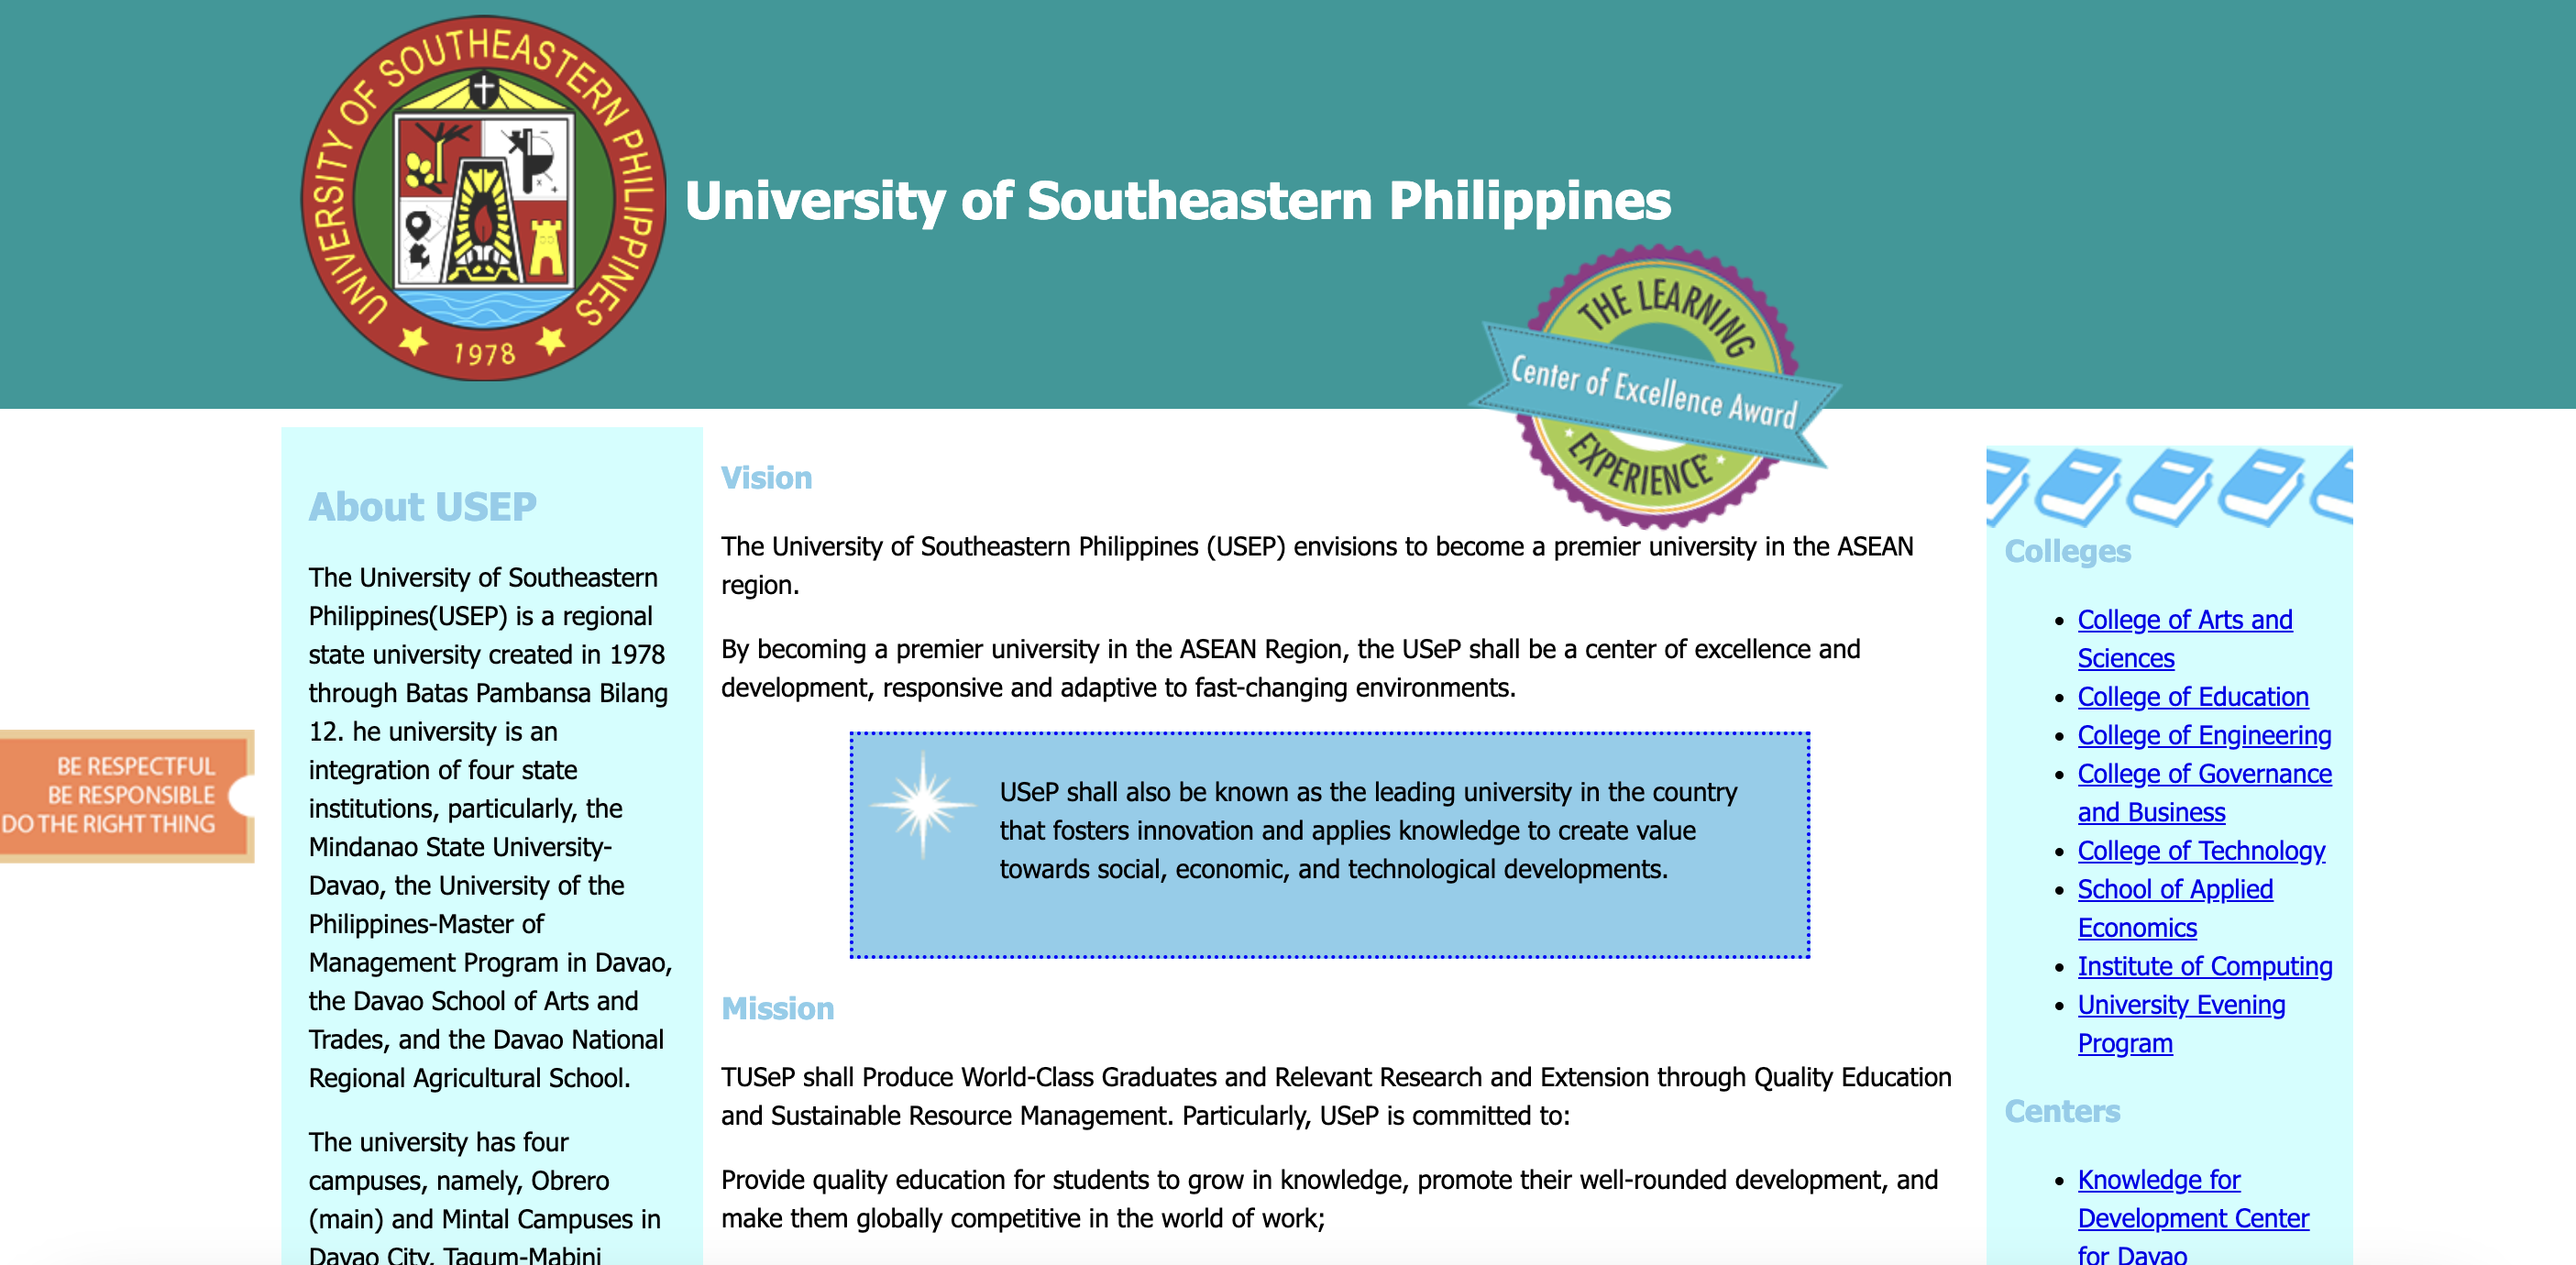 UNIVERSITY OF SOUTHEASTERN PHILIPPINES
1978
University of Southeastern Philippines
THE LEARNING
Center of Excellence Award
EXPERIENCE
BE RESPECTFUL
BE RESPONSIBLE
DO THE RIGHT THING
About USEP
The University of Southeastern
Philippines(USEP) is a regional
state university created in 1978
through Batas Pambansa Bilang
12. he university is an
integration of four state
institutions, particularly, the
Mindanao State University-
Davao, the University of the
Philippines-Master of
Management Program in Davao,
the Davao School of Arts and
Trades, and the Davao National
Regional Agricultural School.
The university has four
campuses, namely, Obrero
(main) and Mintal Campuses in
Davao City, Tagum-Mabini
Vision
The University of Southeastern Philippines (USEP) envisions to become a premier university in the ASEAN
region.
By becoming a premier university in the ASEAN Region, the USeP shall be a center of excellence and
development, responsive and adaptive to fast-changing environments.
USeP shall also be known as the leading university in the country
that fosters innovation and applies knowledge to create value
towards social, economic, and technological developments.
Mission
TUSeP shall Produce World-Class Graduates and Relevant Research and Extension through Quality Education
and Sustainable Resource Management. Particularly, USeP is committed to:
Provide quality education for students to grow in knowledge, promote their well-rounded development, and
make them globally competitive in the world of work;
Colleges
College of Arts and
Sciences
College of Education
College of Engineering
College of Governance
and Business
College of Technology
School of Applied
Economics
Institute of Computing
University Evening
Program
Centers
Knowledge for
Development Center
for Davao